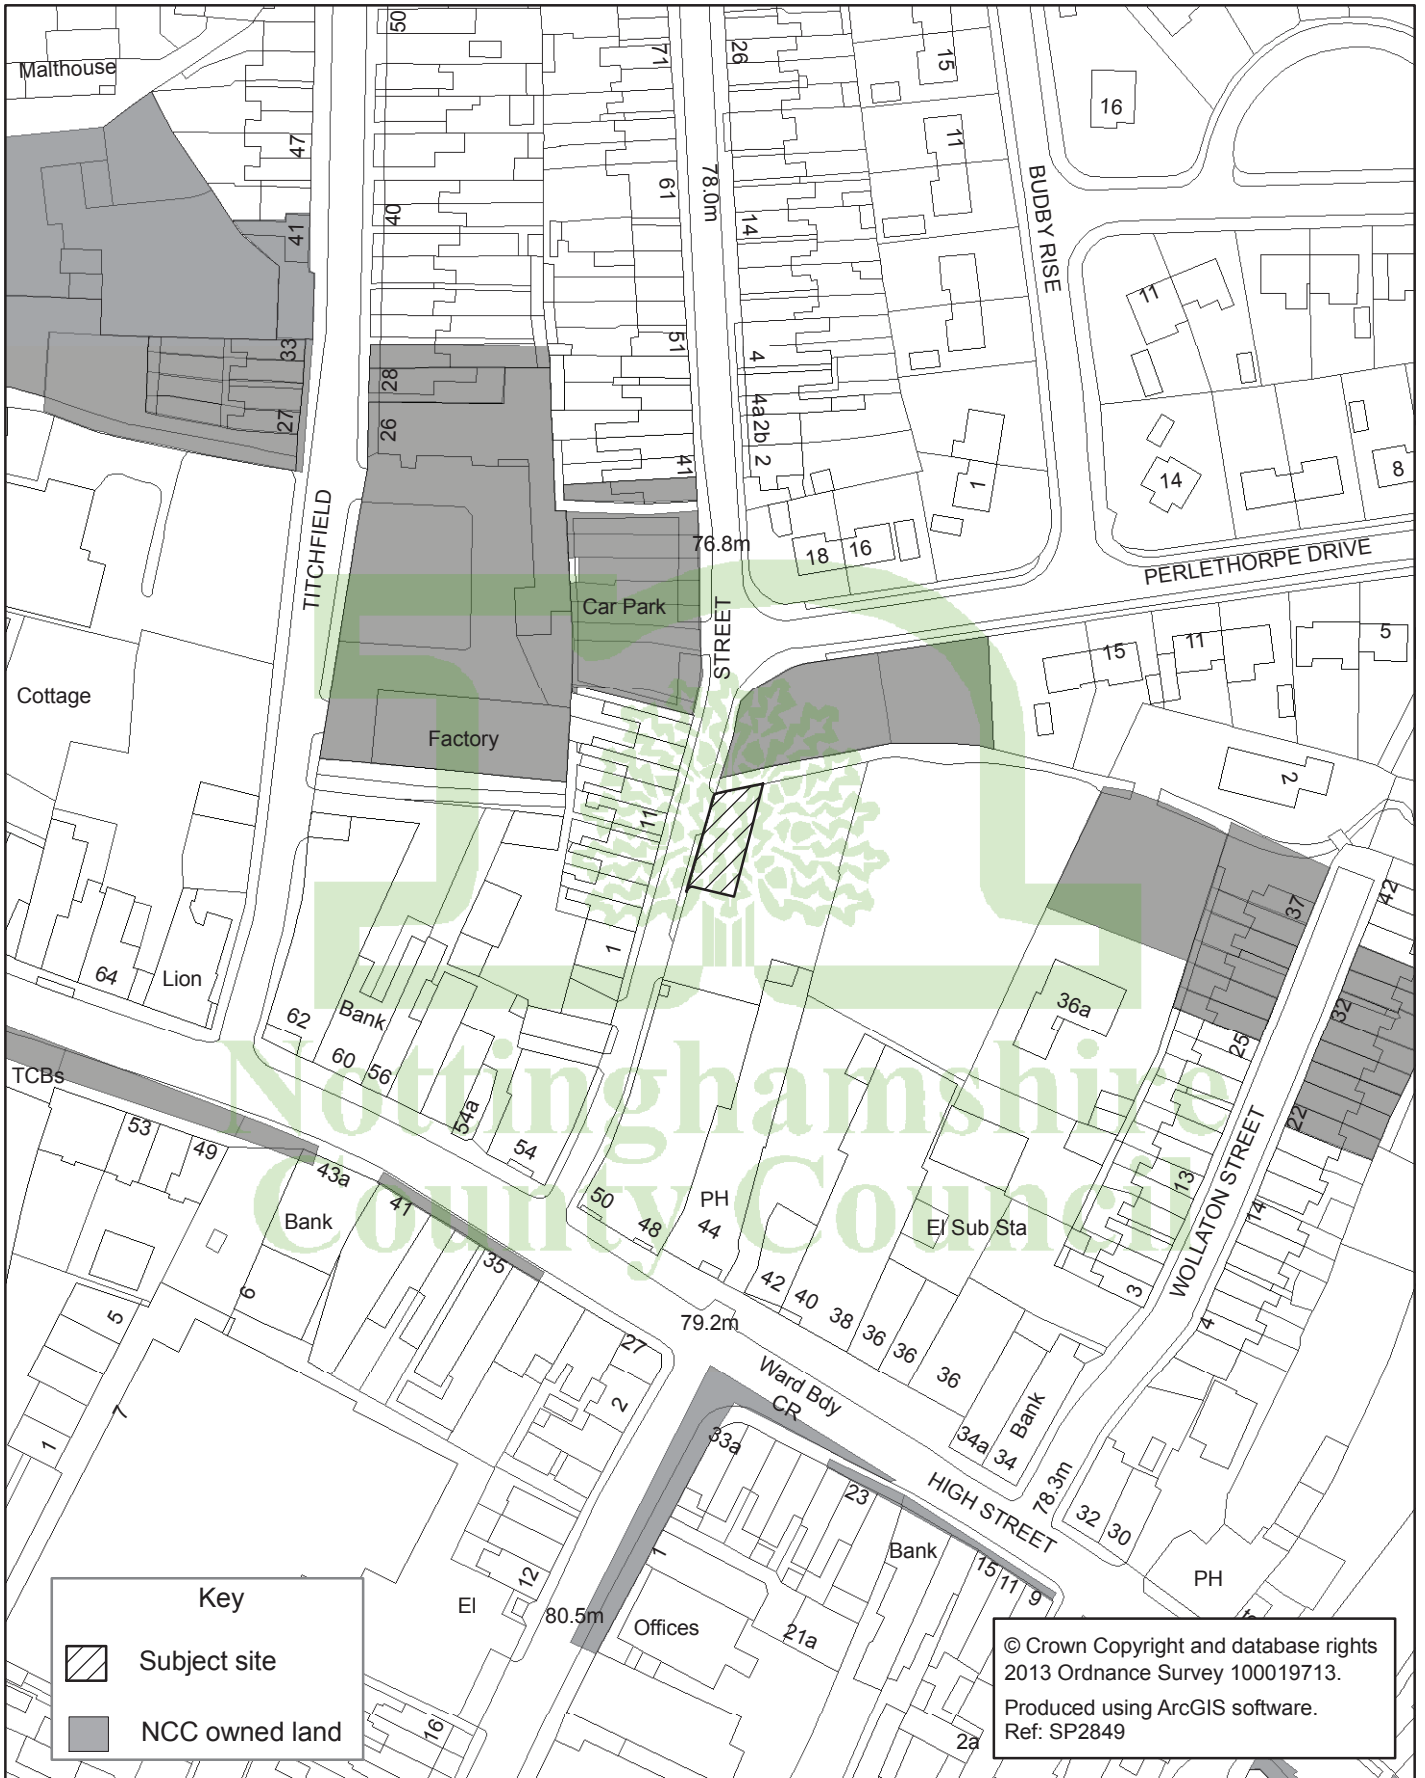 Malthouse
50
71
26
15
16
47
11
61
78.0m
BUDBY RISE
40
14
41
11
33
51
4
28
27
26
4a
2b
2
41
1
14
8
TITCHFIELD
76.8m
18
16
PERLETHORPE DRIVE
Car Park
STREET
15
11
5
Cottage
Factory
2
11
37
42
64
Lion
1
36a
32
62
Bank
60
56
25
TCBs
54a
22
53
49
54
43a
WOLLATON STREET
13
41
Bank
50
48
PH
44
El Sub Sta
14
35
42
3
6
40
5
79.2m
38
4
27
36
36
36
Ward Bdy
CR
2
Bank
7
33a
34a
34
1
23
HIGH STREET
78.3m
32
30
Bank
15
11
9
1
12
PH
El
80.5m
Offices
21a
16
2a
Nottinghamshire
County Council
Key
Subject site
NCC owned land
© Crown Copyright and database rights
2013 Ordnance Survey 100019713.
Produced using ArcGIS software.
Ref: SP2849